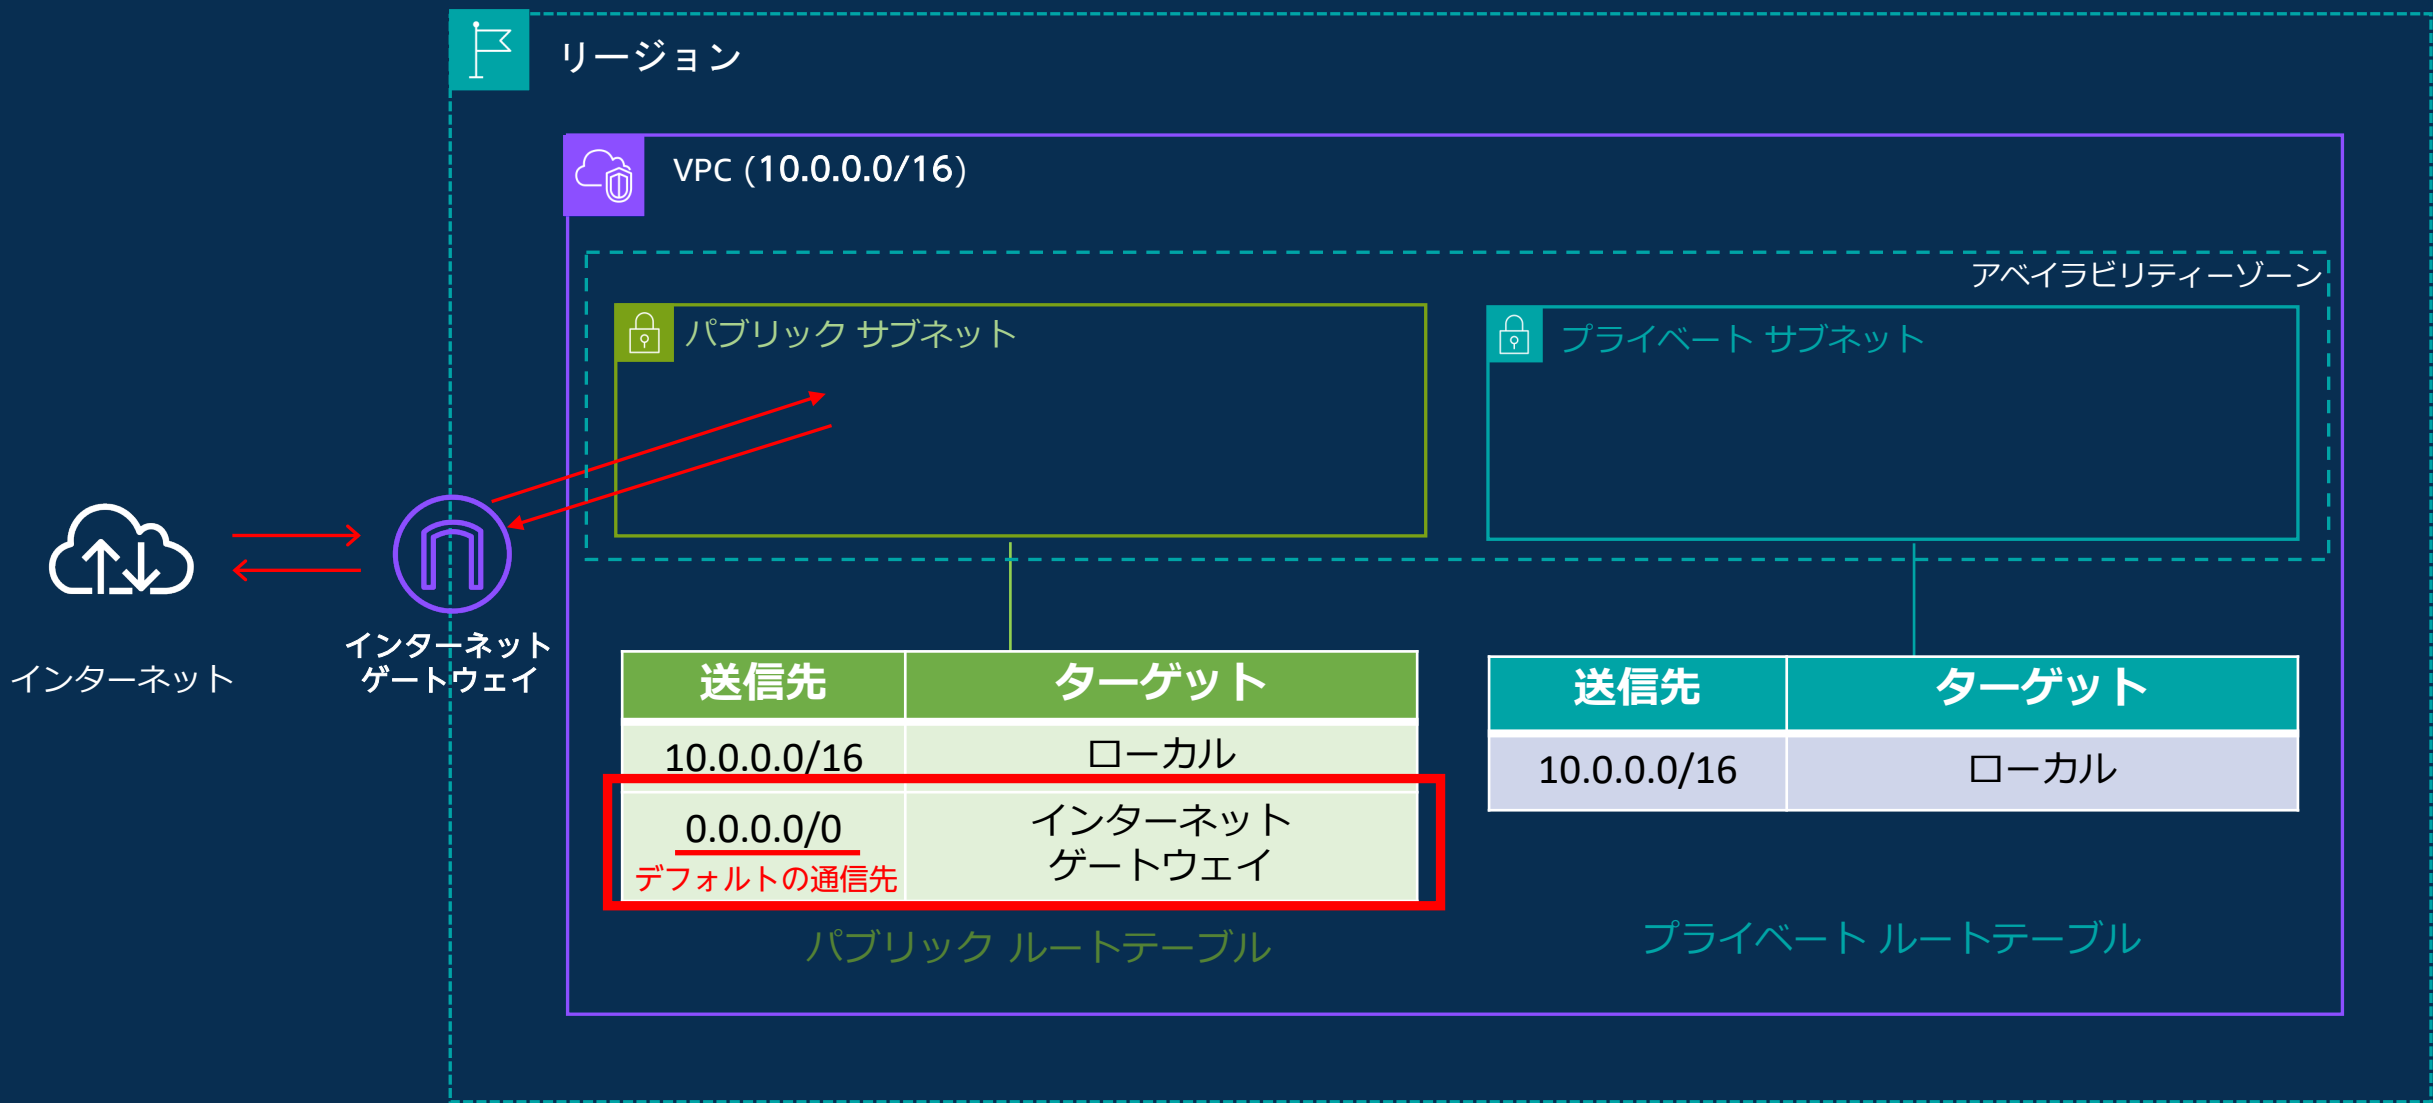 リージョン
VPC (10.0.0.0/16)
アベイラビリティーゾーン
パブリック サブネット
プライベート サブネット
インターネット
インターネット
ゲートウェイ
送信先 ターゲット
10.0.0.0/16 ローカル
0.0.0.0/0
デフォルトの通信先
インターネット
ゲートウェイ
パブリック ルートテーブル
送信先 ターゲット
10.0.0.0/16 ローカル
プライベート ルートテーブル